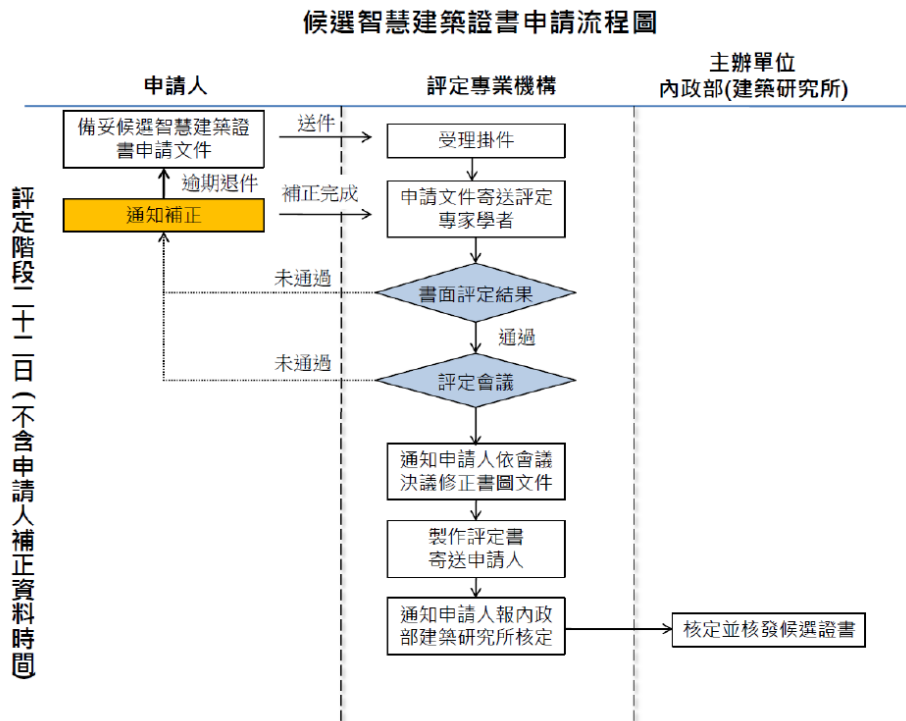 候選智慧建築證書申請流程圖
申請人
評定專業機構
主辦單位
內政部(建築研究所)
備妥候選智慧建築證
書申請文件
送件
受理掛件
逾期退件
通知補正
補正完成
申請文件寄送評定
專家學者
未通過
書面評定結果
通過
未通過
評定會議
通知申請人依會議
決議修正書圖文件
製作評定書
寄送申請人
通知申請人報內政
部建築研究所核定
核定並核發候選證書
評定階段二十二日(不含申請人補正資料時間)